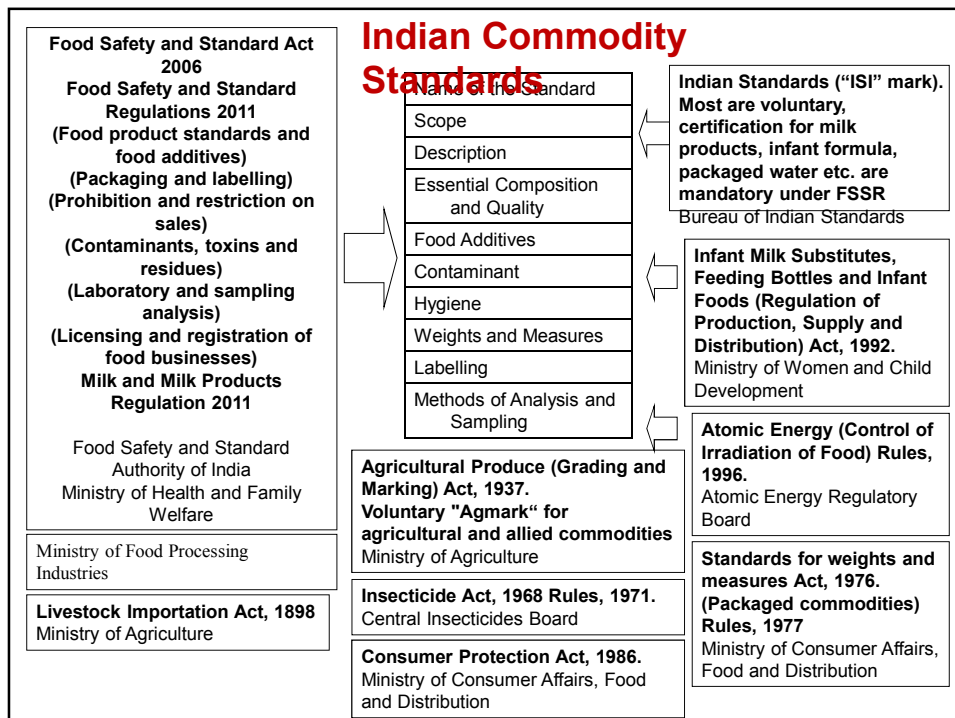 Indian Commodity
Standards
Food Safety and Standard Act
2006
Food Safety and Standard
Regulations 2011
(Food product standards and
food additives)
(Packaging and labelling)
(Prohibition and restriction on
sales)
(Contaminants, toxins and
residues)
(Laboratory and sampling
analysis)
(Licensing and registration of
food businesses)
Milk and Milk Products
Regulation 2011
Food Safety and Standard
Authority of India
Ministry of Health and Family
Welfare
Ministry of Food Processing
Industries
Livestock Importation Act, 1898
Ministry of Agriculture
Name of the Standard
Scope
Description
Essential Composition
and Quality
Food Additives
Contaminant
Hygiene
Weights and Measures
Labelling
Methods of Analysis and
Sampling
Agricultural Produce (Grading and
Marking) Act, 1937.
Voluntary "Agmark“ for
agricultural and allied commodities
Ministry of Agriculture
Insecticide Act, 1968 Rules, 1971.
Central Insecticides Board
Consumer Protection Act, 1986.
Ministry of Consumer Affairs, Food
and Distribution
Indian Standards (“ISI” mark).
Most are voluntary,
certification for milk
products, infant formula,
packaged water etc. are
mandatory under FSSR
Bureau of Indian Standards
Infant Milk Substitutes,
Feeding Bottles and Infant
Foods (Regulation of
Production, Supply and
Distribution) Act, 1992.
Ministry of Women and Child
Development
Atomic Energy (Control of
Irradiation of Food) Rules,
1996.
Atomic Energy Regulatory
Board
Standards for weights and
measures Act, 1976.
(Packaged commodities)
Rules, 1977
Ministry of Consumer Affairs,
Food and Distribution